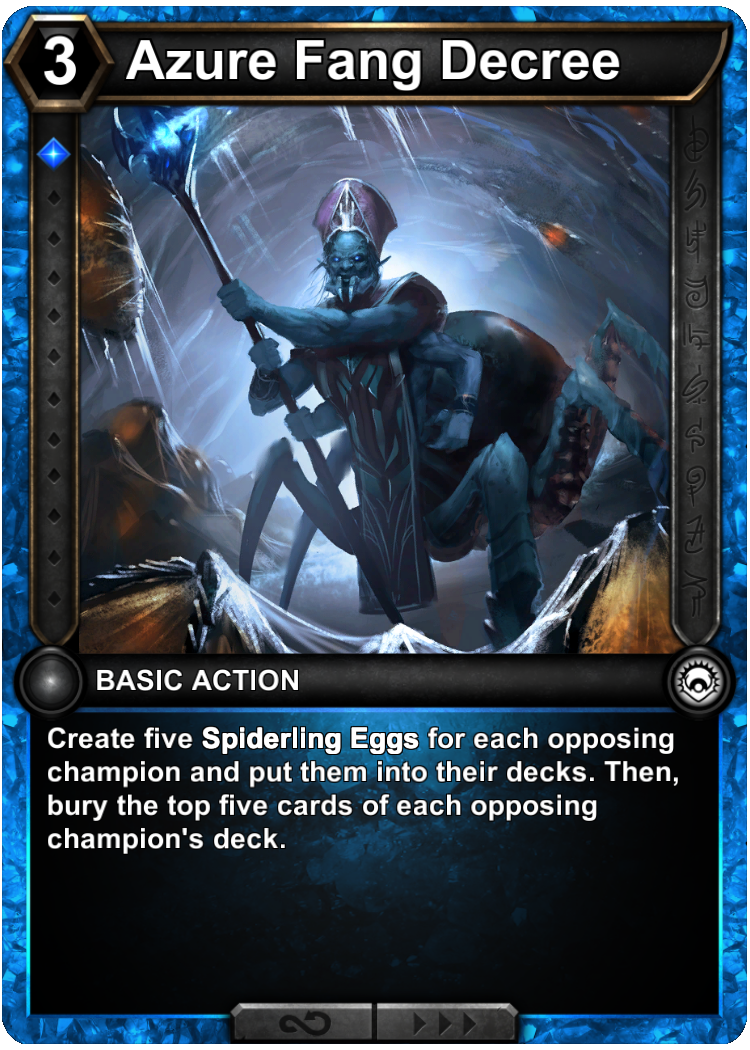 3
Azure Fang Decree
BASIC ACTION
Create five Spiderling Eggs for each opposing
champion and put them into their decks. Then,
bury the top five cards of each opposing
champion's deck.